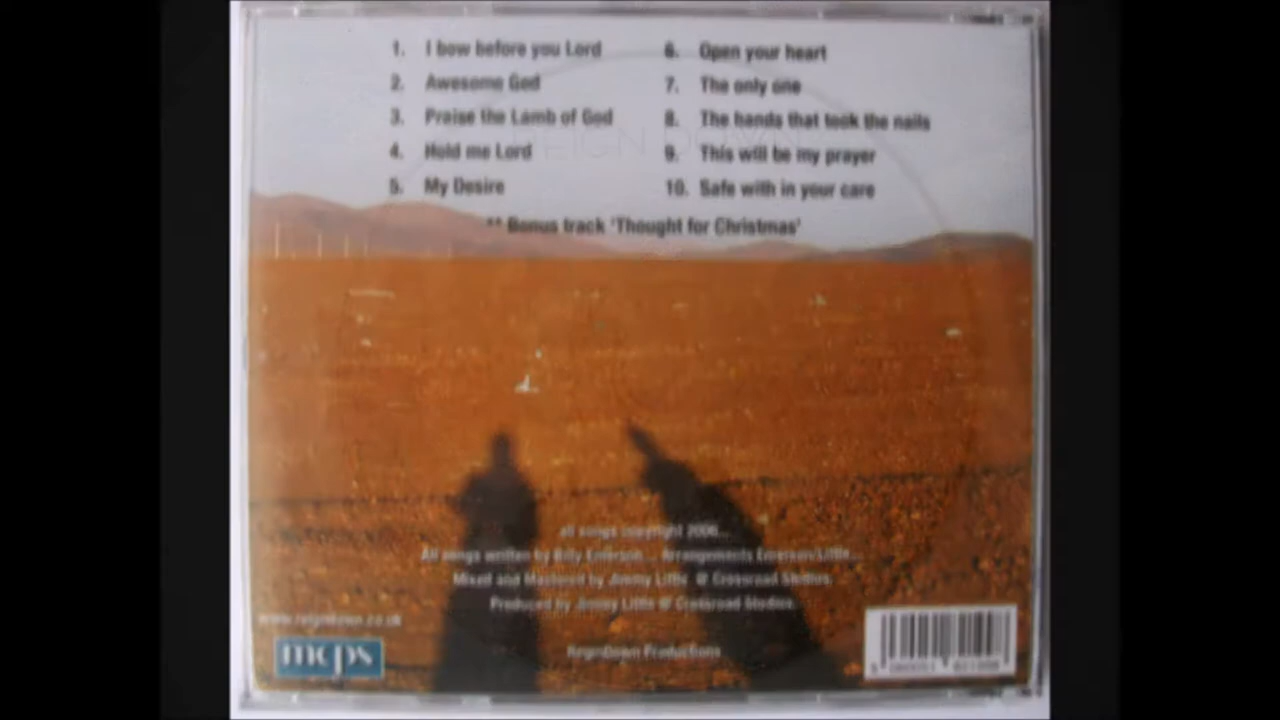 1. I bow before you Lord
2. Awesome God
3. Praise the Lamb of God
4. Hold me Lord
5. My Desire
6. Open your heart
7. The only one
8. The hands that took the nails
9. This will be my prayer
10. Safe with in your care
** Bonus track 'Thought for Christmas'
all songs copyright 2006...
All songs written by Billy Emerson... Arrangements Emerson/Little...
Mixed and Mastered by Jimmy Little @ Crossroad Studios.
Produced by Jimmy Little @ Crossroad Studios.
www.reigndown.co.uk
mcps
ReignDown Productions